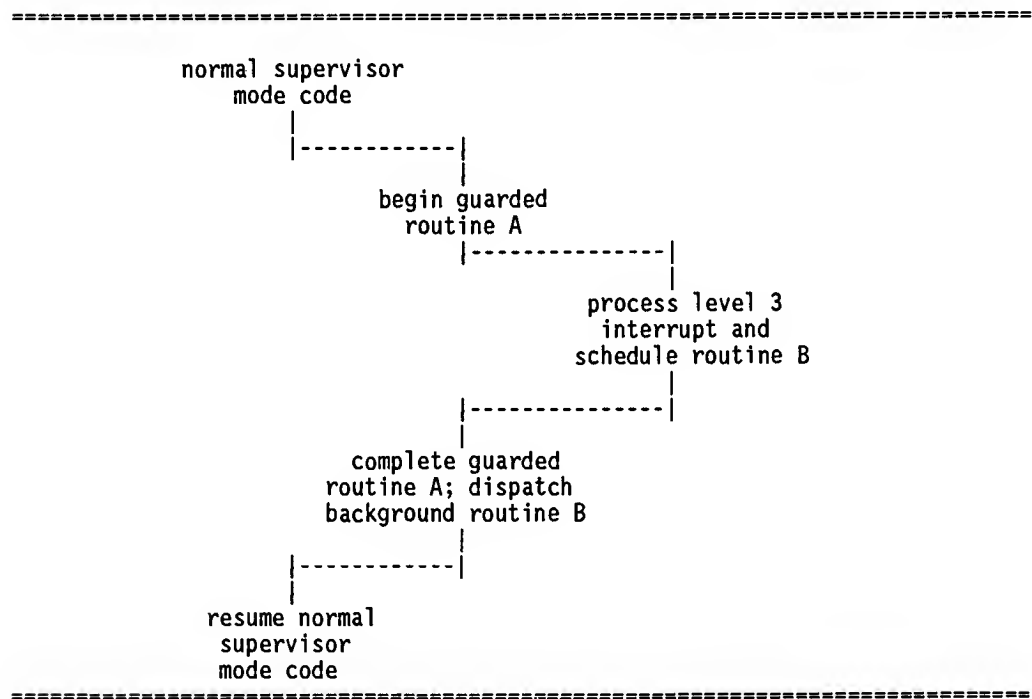 normal supervisor
mode code
begin guarded
routine A
process level 3
interrupt and
schedule routine B
complete guarded
routine A; dispatch
background routine B
resume normal
supervisor
mode code